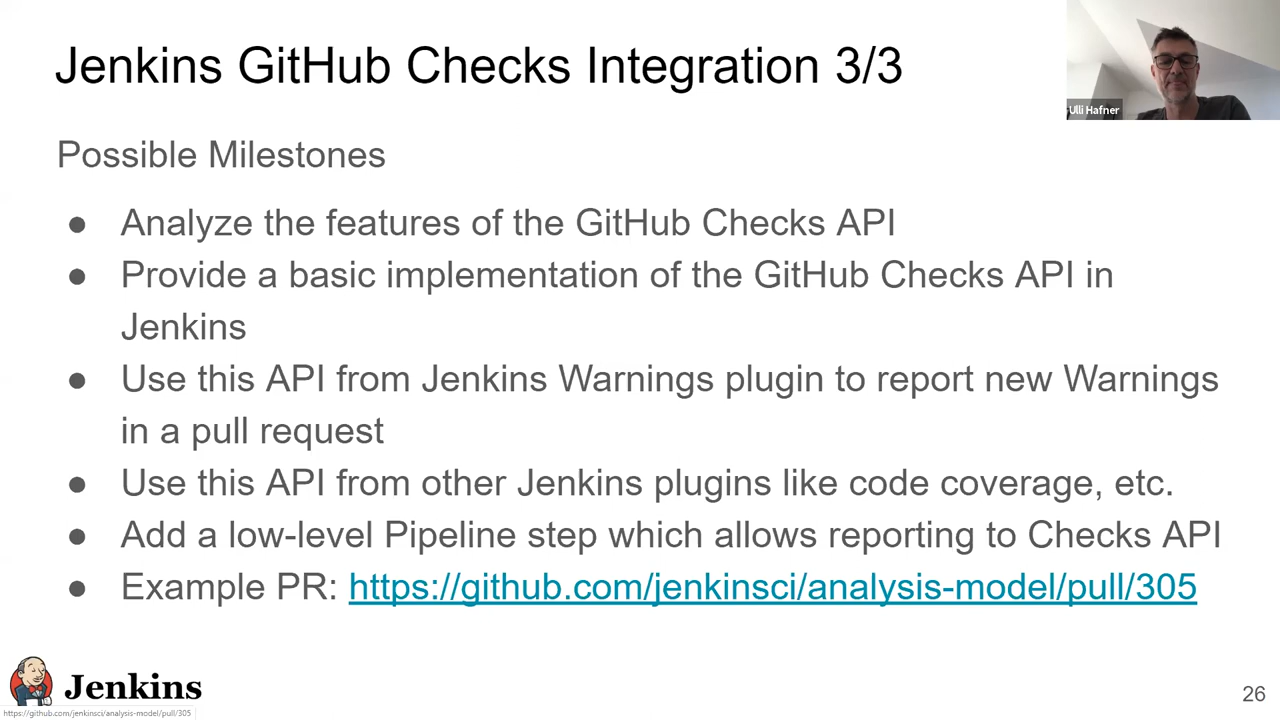 Jenkins GitHub Checks Integration 3/3
Ulli Hafner
Possible Milestones
● Analyze the features of the GitHub Checks API
● Provide a basic implementation of the GitHub Checks API in
Jenkins
● Use this API from Jenkins Warnings plugin to report new Warnings
in a pull request
● Use this API from other Jenkins plugins like code coverage, etc.
● Add a low-level Pipeline step which allows reporting to Checks API
● Example PR: https://github.com/jenkinsci/analysis-model/pull/305
Jenkins
26
https://github.com/jenkinsci/analysis-model/pull/305